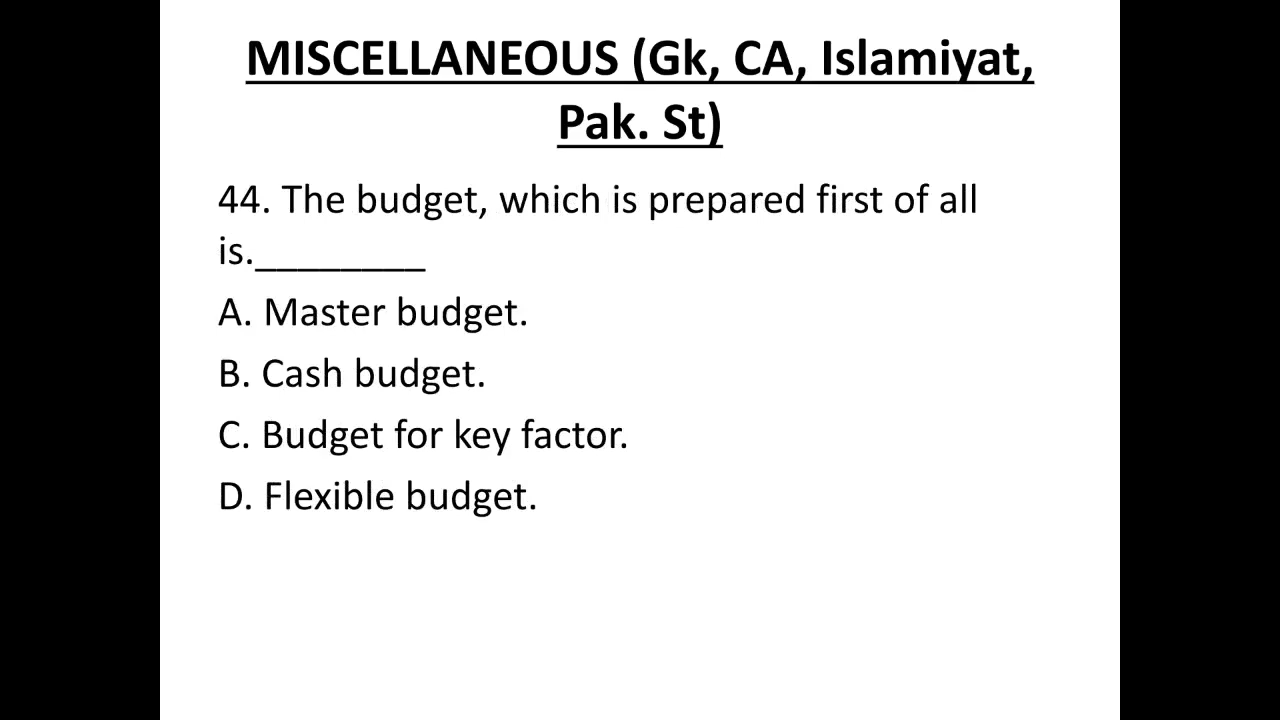 MISCELLANEOUS (Gk, CA, Islamiyat,
Pak. St)
44. The budget, which is prepared first of all
is.________
A. Master budget.
B. Cash budget.
C. Budget for key factor.
D. Flexible budget.